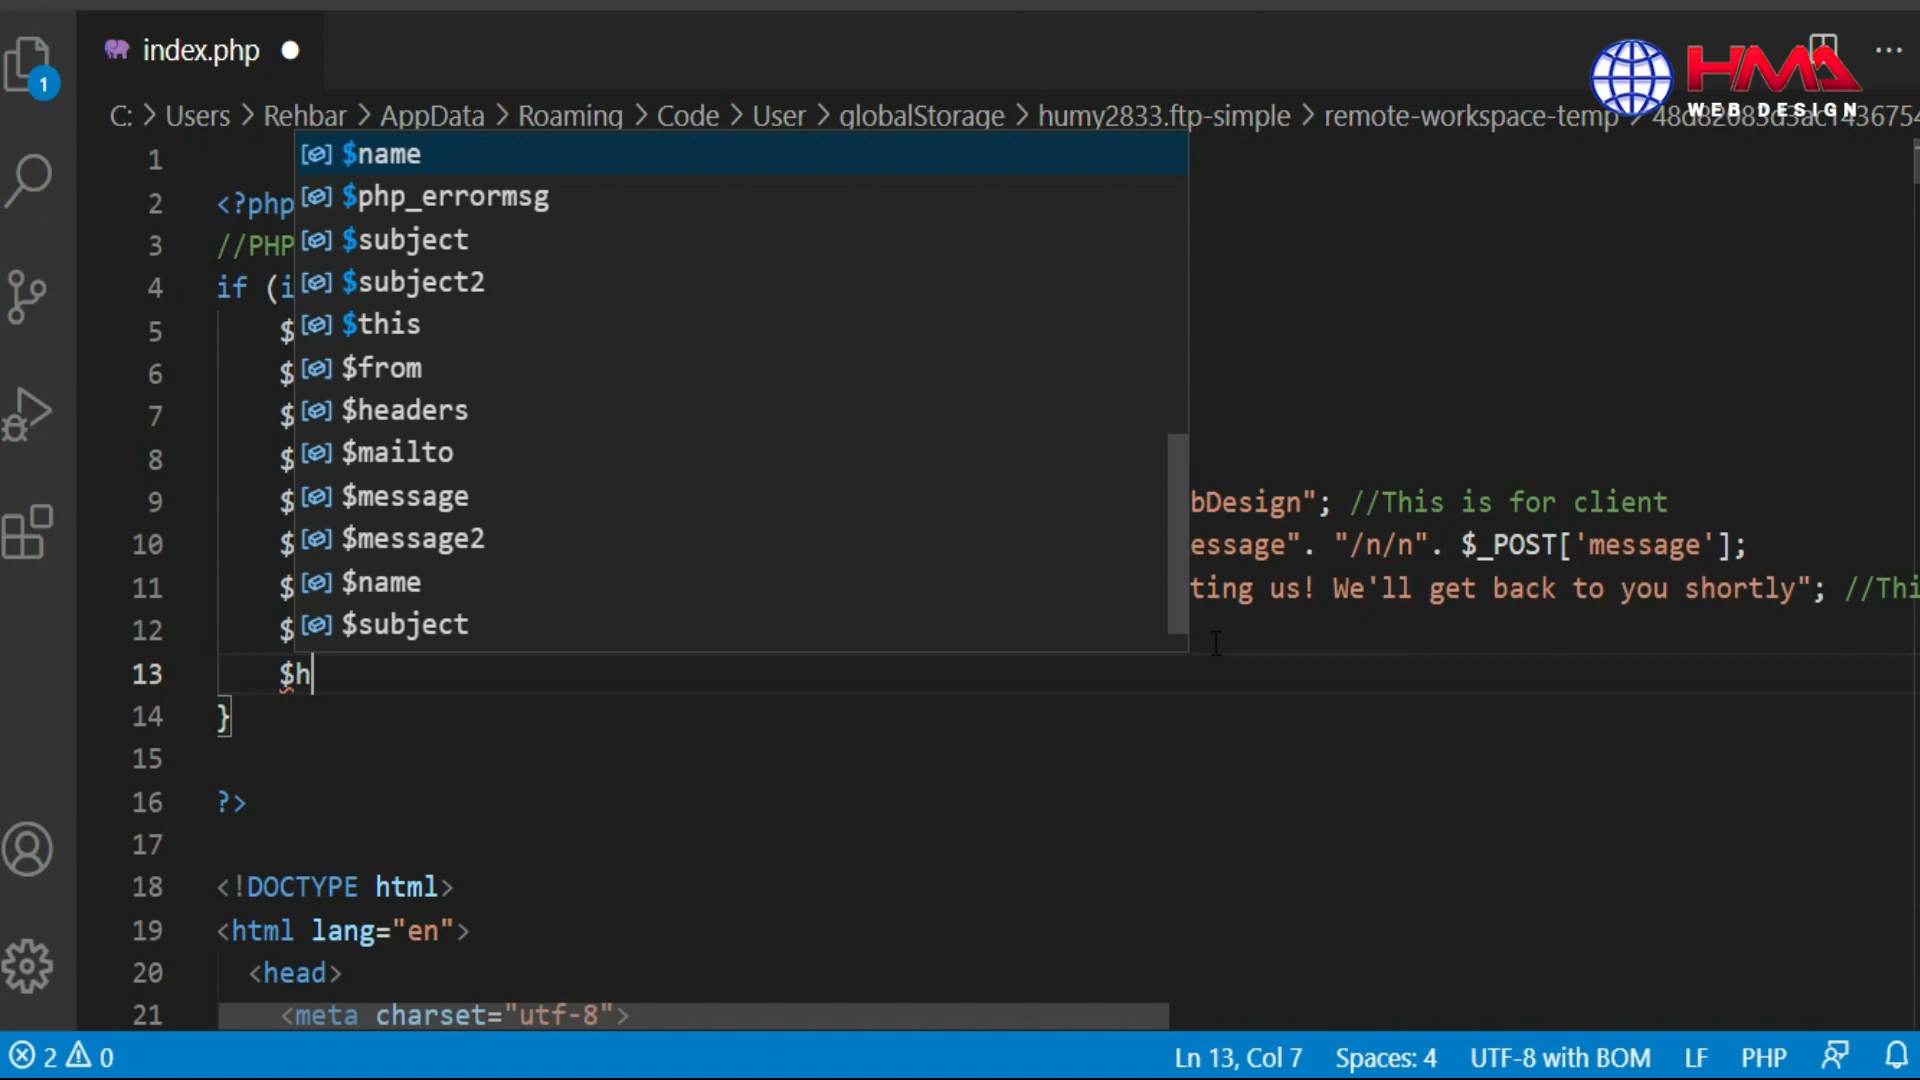 index.php
HMA
WEB DESIGN
C: > Users > Rehbar > AppData > Roaming > Code > User > globalStorage > humy2833.ftp-simple > remote-workspace-temp >
1
1
2 <?php
3 //PHP
4 if (i
5 $
6 $
7 $
8 $
9 $ bDesign"; //This is for client
10 $ essage". "/n/n". $_POST['message'];
11 $ ting us! We'll get back to you shortly"; //Thi
12 $
13 $h
14 }
15
16 ?>
17
18 <!DOCTYPE html>
19 <html lang="en">
20 <head>
21 <meta charset="utf-8">
$name
$php_errormsg
$subject
$subject2
$this
$from
$headers
$mailto
$message
$message2
$name
$subject
2 0 Ln 13, Col 7 Spaces: 4 UTF-8 with BOM LF PHP